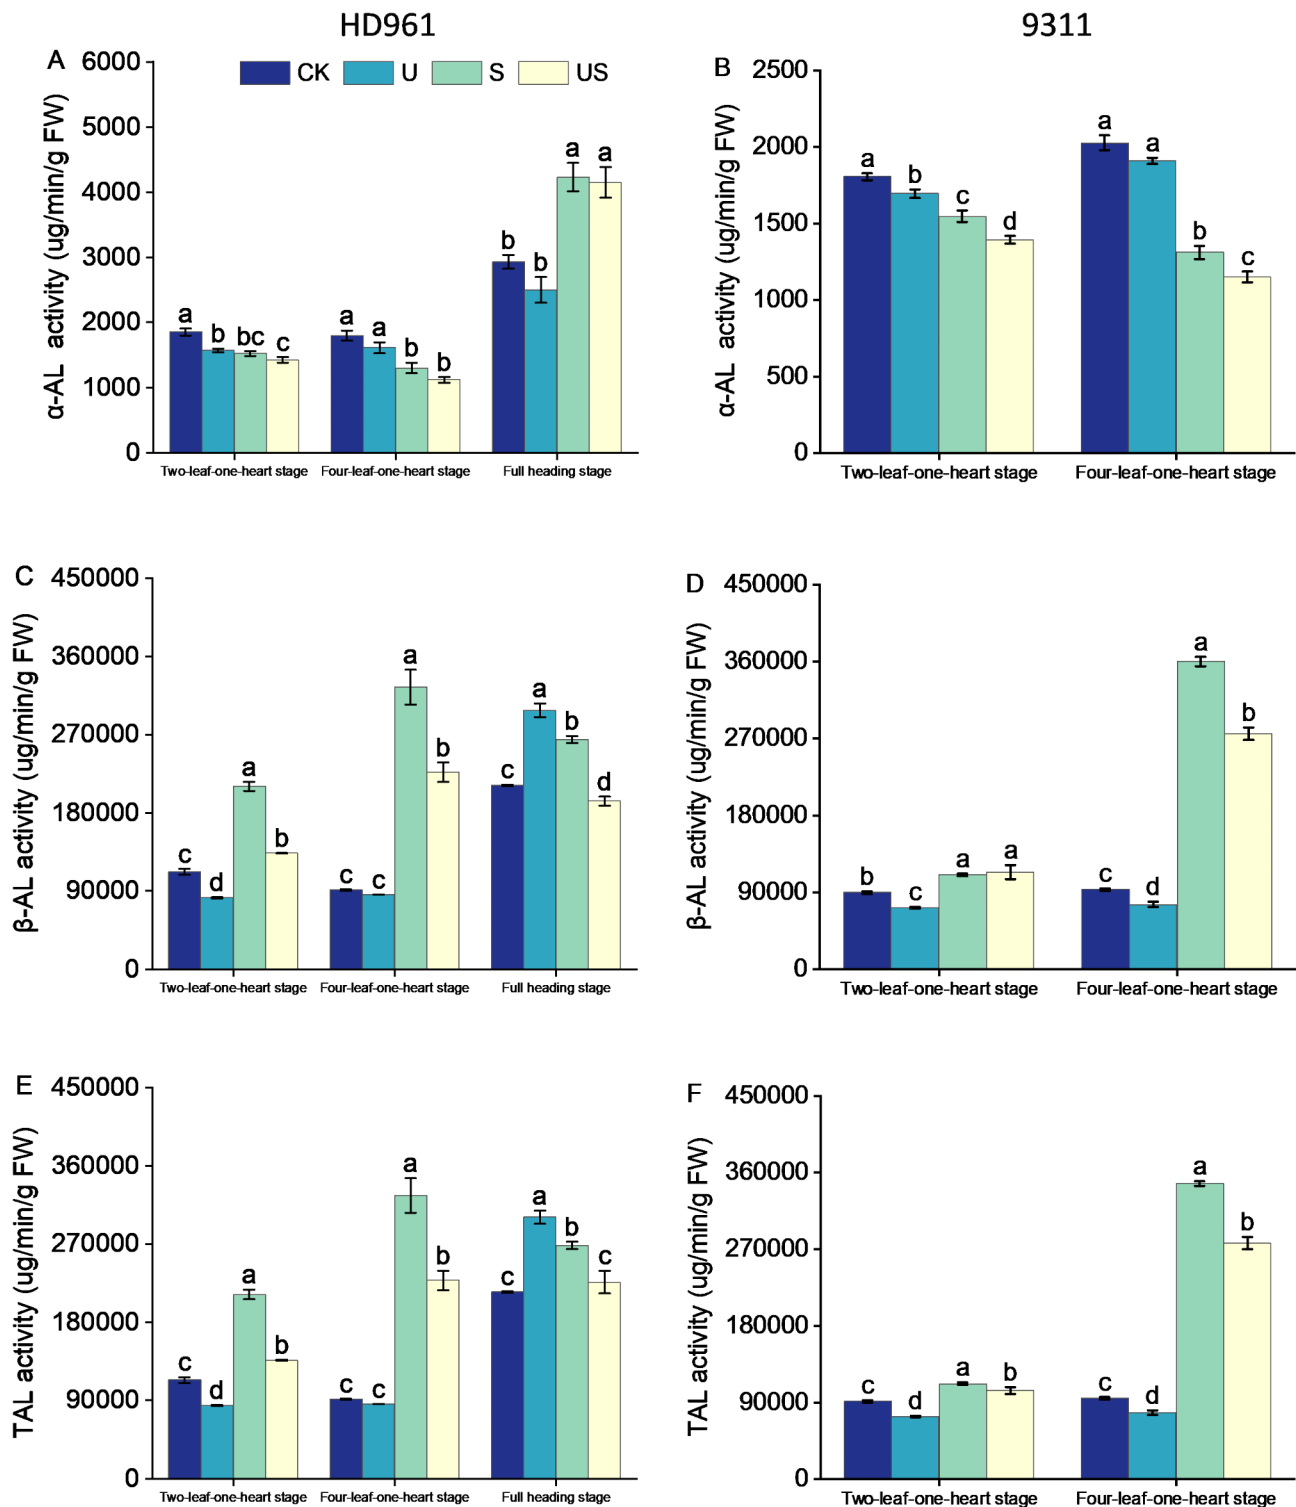 HD961
9311
A
CK U S US
α-AL activity (ug/min/g FW)
6000
5000
4000
3000
2000
1000
0
a b bc c
a a b b
b b a a
Two-leaf-one-heart stage Four-leaf-one-heart stage Full heading stage
B
α-AL activity (ug/min/g FW)
2500
2000
1500
1000
500
0
a b c d
a a b c
Two-leaf-one-heart stage Four-leaf-one-heart stage
C
β-AL activity (ug/min/g FW)
450000
360000
270000
180000
90000
0
c d a b
c c a b
c a b d
Two-leaf-one-heart stage Four-leaf-one-heart stage Full heading stage
D
β-AL activity (ug/min/g FW)
450000
360000
270000
180000
90000
0
b c a a
c d a b
Two-leaf-one-heart stage Four-leaf-one-heart stage
E
TAL activity (ug/min/g FW)
450000
360000
270000
180000
90000
0
c d a b
c c a b
c a b c
Two-leaf-one-heart stage Four-leaf-one-heart stage Full heading stage
F
TAL activity (ug/min/g FW)
450000
360000
270000
180000
90000
0
c d a b
c d a b
Two-leaf-one-heart stage Four-leaf-one-heart stage